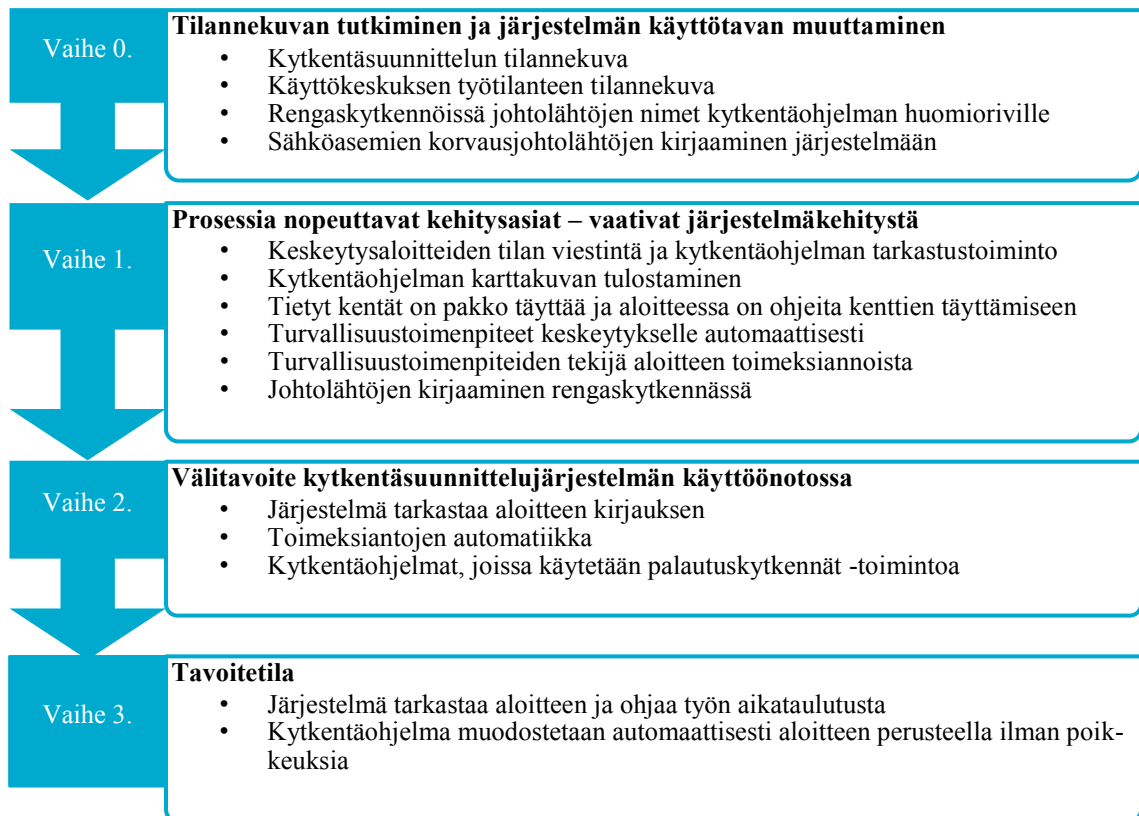 Vaihe 0.
Tilannekuvan tutkiminen ja järjestelmän käyttötavan muuttaminen
• Kytkentäsuunnittelun tilannekuva
• Käyttökeskuksen työtilanteen tilannekuva
• Rengaskytkennöissä johtolähtöjen nimet kytkentäohjelman huomioriville
• Sähköasemien korvausjohtolähtöjen kirjaaminen järjestelmään
Vaihe 1.
Prosessia nopeuttavat kehitysasiat – vaativat järjestelmäkehitystä
• Keskeytysaloitteiden tilan viestintä ja kytkentäohjelman tarkastustoiminto
• Kytkentäohjelman karttakuvan tulostaminen
• Tietyt kentät on pakko täyttää ja aloitteessa on ohjeita kenttien täyttämiseen
• Turvallisuustoimenpiteet keskeytykselle automaattisesti
• Turvallisuustoimenpiteiden tekijä aloitteen toimeksiannoista
• Johtolähtöjen kirjaaminen rengaskytkennässä
Vaihe 2.
Välitavoite kytkentäsuunnittelujärjestelmän käyttöönotossa
• Järjestelmä tarkastaa aloitteen kirjauksen
• Toimeksiantojen automatiikka
• Kytkentäohjelmat, joissa käytetään palautuskytkennät -toimintoa
Vaihe 3.
Tavoitetila
• Järjestelmä tarkastaa aloitteen ja ohjaa työn aikataulutusta
• Kytkentäohjelma muodostetaan automaattisesti aloitteen perusteella ilman poik-
keuksia